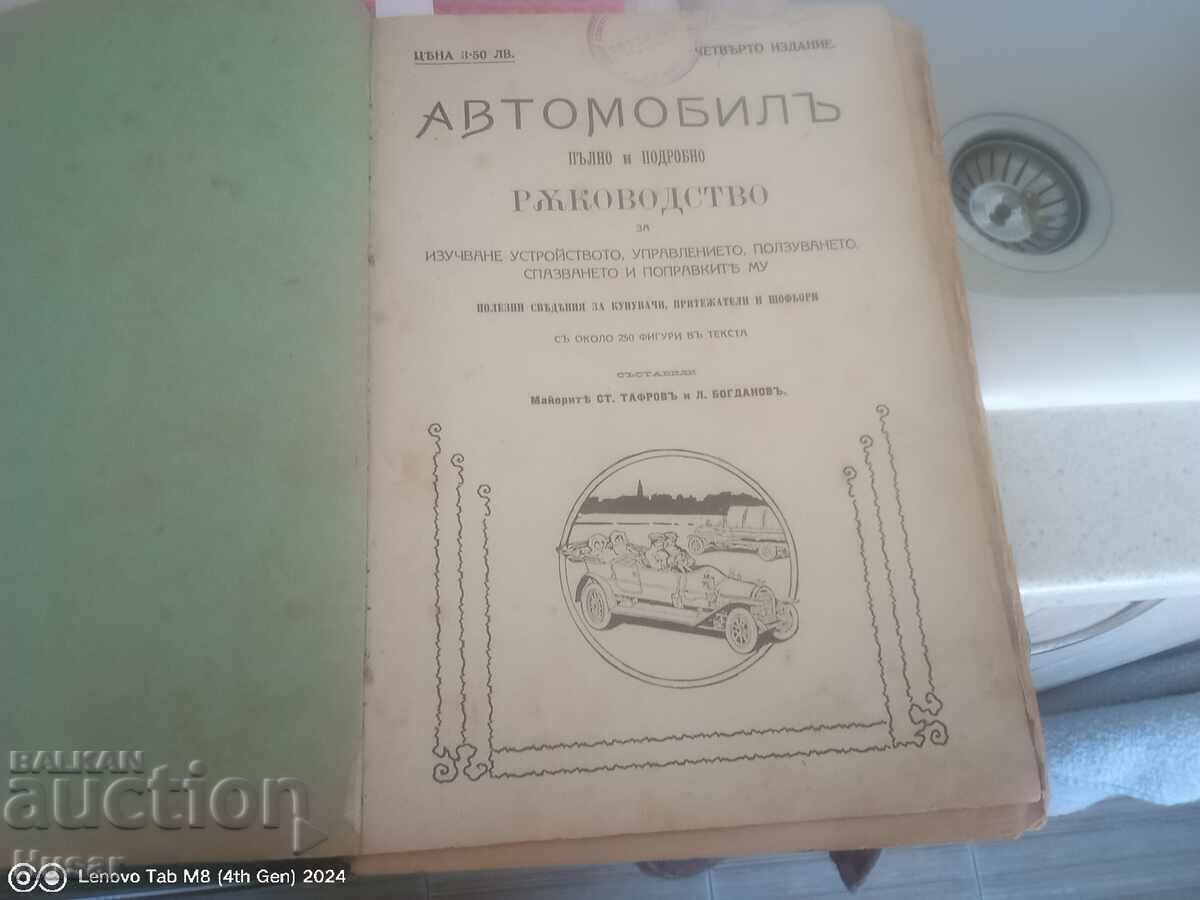 ЦѢНА 3·50 ЛВ.
ЧЕТВЪРТО ИЗДАНИЕ.
АВТОМОБИЛЪ
ПЪЛНО и ПОДРОБНО
РѪКОВОДСТВО
ЗА
ИЗУЧВАНЕ УСТРОЙСТВОТО, УПРАВЛЕНИЕТО, ПОЛЗУВАНЕТО,
СПАЗВАНЕТО И ПОПРАВКИТѢ МУ
ПОЛЕЗНИ СВѢДѢНИЯ ЗА КУПУВАЧИ, ПРИТЕЖАТЕЛИ И ШОФЬОРИ
СЪ ОКОЛО 250 ФИГУРИ ВЪ ТЕКСТА
СЪСТАВИЛИ
Майоритѣ СТ. ТАФРОВЪ и Л. БОГДАНОВЪ.
BALKAN
auction
Husar
Lenovo Tab M8 (4th Gen) 2024